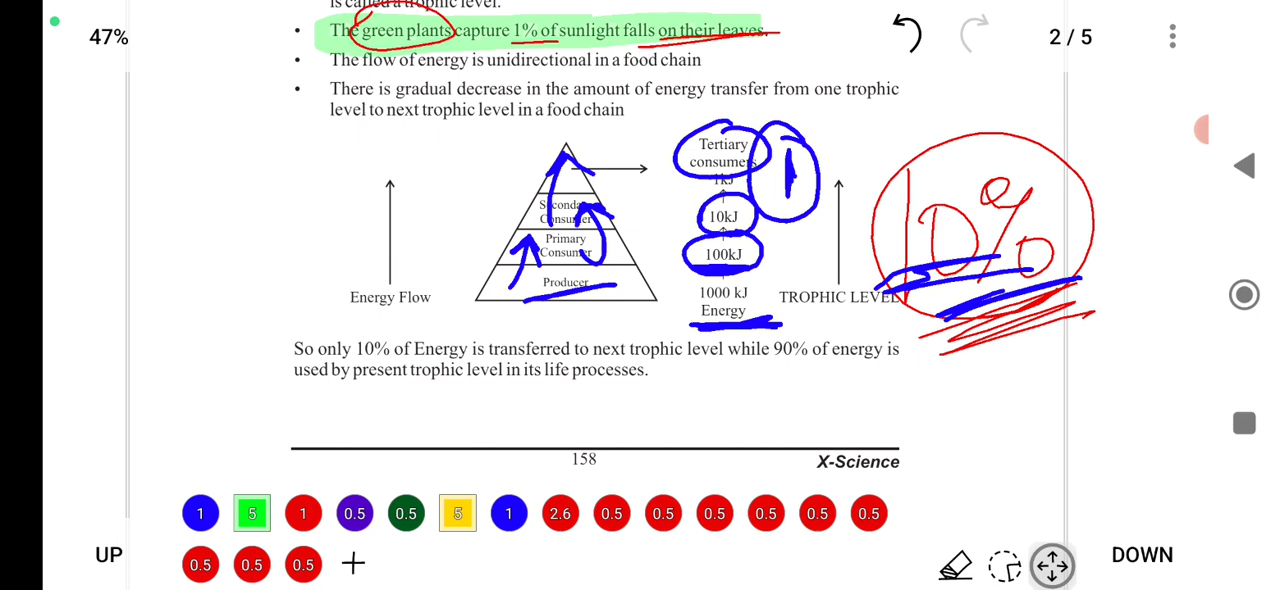 is called a trophic level.
47%
• The green plants capture 1% of sunlight falls on their leaves.
2 / 5
• The flow of energy is unidirectional in a food chain
• There is gradual decrease in the amount of energy transfer from one trophic
level to next trophic level in a food chain
Tertiary
consumers
1kJ
1
10%
Secondary
Consumer
10kJ
Primary
Consumer
100kJ
Producer
1000 kJ
Energy
Energy Flow
TROPHIC LEVEL
So only 10% of Energy is transferred to next trophic level while 90% of energy is
used by present trophic level in its life processes.
158
X-Science
1 5 1 0.5 0.5 5 1 2.6 0.5 0.5 0.5 0.5 0.5 0.5
UP
0.5 0.5 0.5 +
DOWN